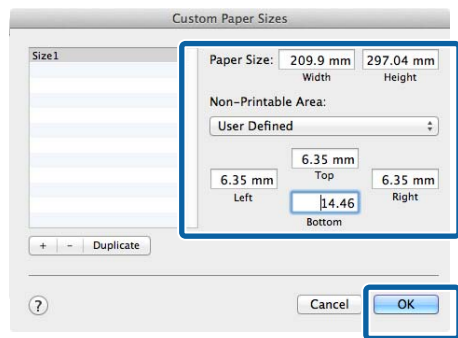 Custom Paper Sizes
Size1
Paper Size: 209.9 mm 297.04 mm
Width Height
Non-Printable Area:
User Defined
6.35 mm
Top
6.35 mm 6.35 mm
Left Right
14.46
Bottom
+ - Duplicate
? Cancel OK